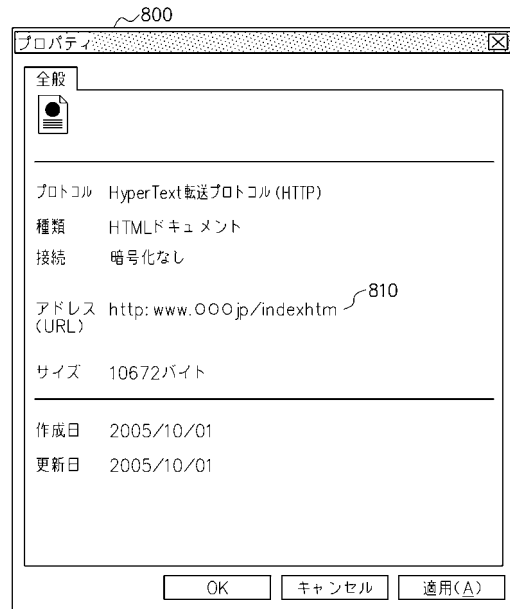 800
プロパティ
全般
プロトコル HyperText転送プロトコル(HTTP)
種類 HTMLドキュメント
接続 暗号化なし
アドレス http:www.○○○jp/indexhtm 810
(URL)
サイズ 10672バイト
作成日 2005/10/01
更新日 2005/10/01
OK キャンセル 適用(A)